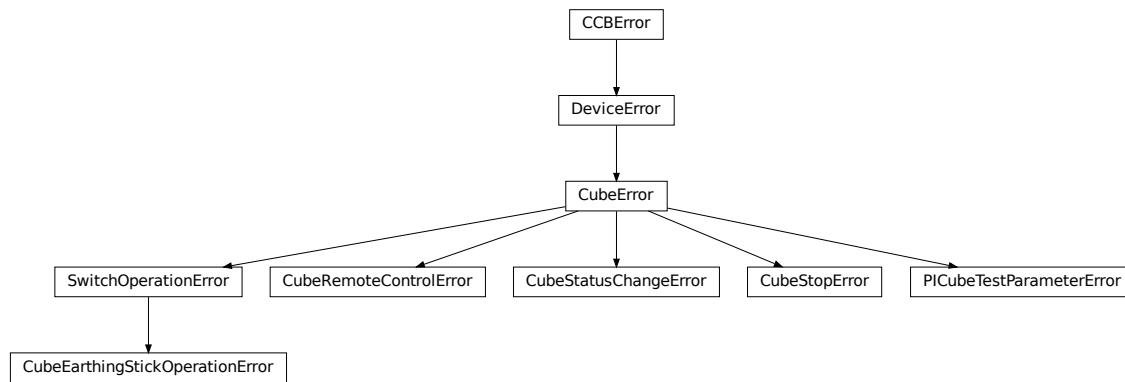 CCBError
DeviceError
CubeError
SwitchOperationError
CubeRemoteControlError
CubeStatusChangeError
CubeStopError
PICubeTestParameterError
CubeEarthingStickOperationError